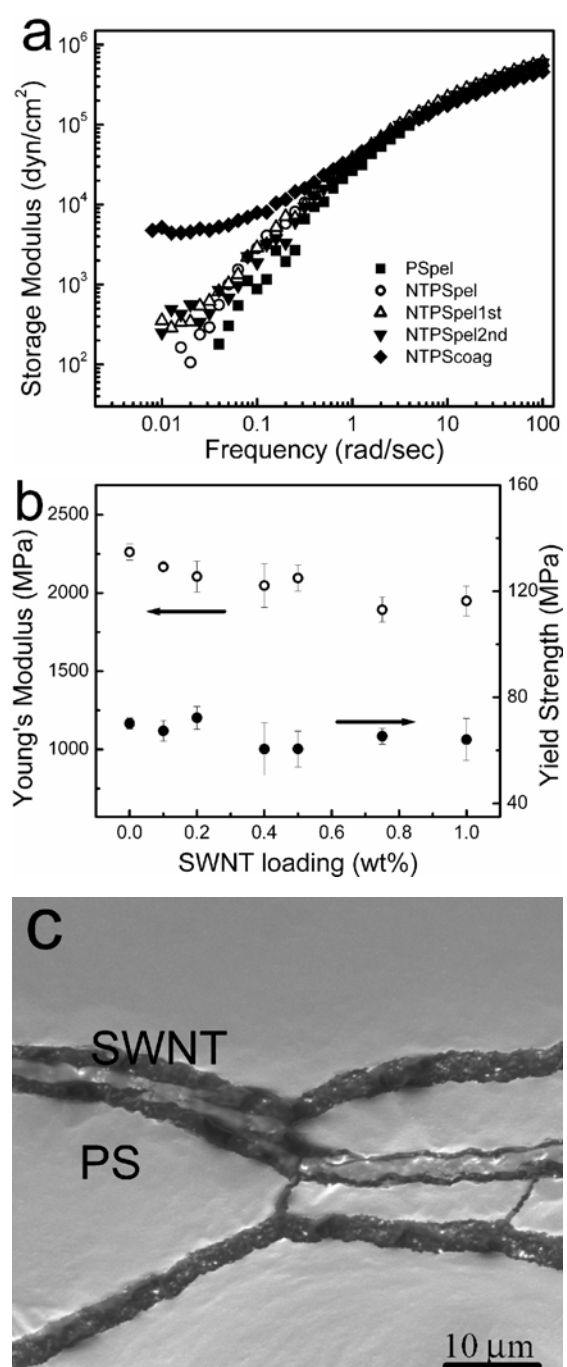 a
Storage Modulus (dyn/cm²)
10⁶
10⁵
10⁴
10³
10²
PSpel
NTPSpel
NTPSpel1st
NTPSpel2nd
NTPScoag
0.01 0.1 1 10 100
Frequency (rad/sec)
b
Young's Modulus (MPa)
2500
2250
2000
1250
1000
160
120
80
40
Yield Strength (MPa)
0.0 0.2 0.4 0.6 0.8 1.0
SWNT loading (wt%)
c
SWNT
PS
10 μm